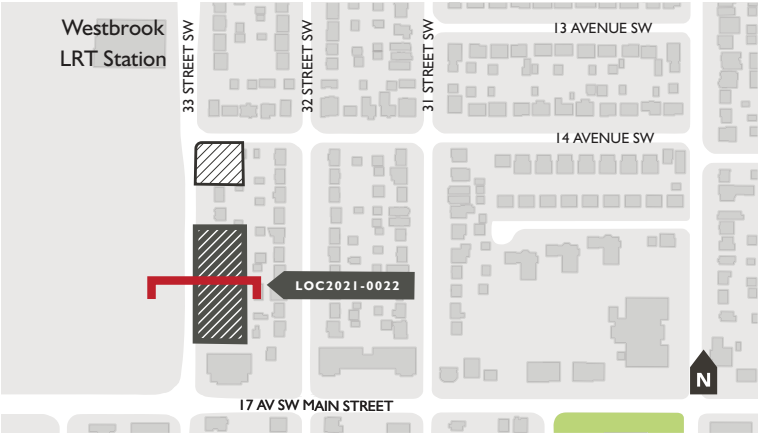 Westbrook
LRT Station
33 STREET SW
32 STREET SW
31 STREET SW
13 AVENUE SW
14 AVENUE SW
LOC2021-0022
N
17 AV SW MAIN STREET